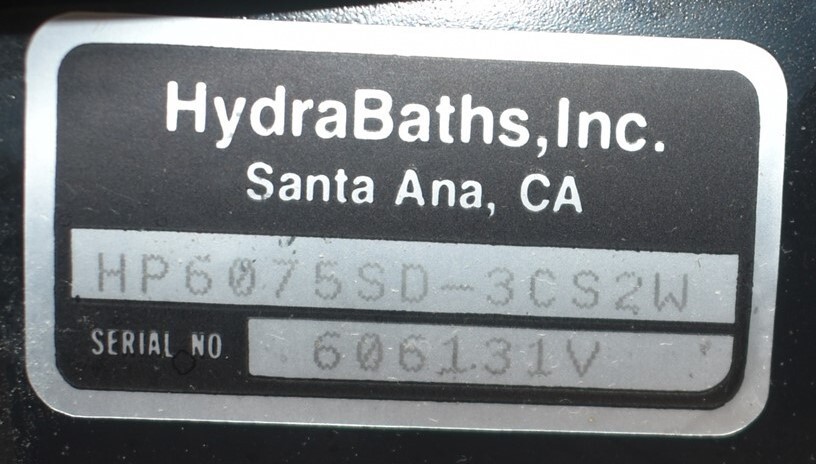 HydraBaths,Inc.
Santa Ana, CA
HP6075SD-3CS2W
SERIAL NO 606131V